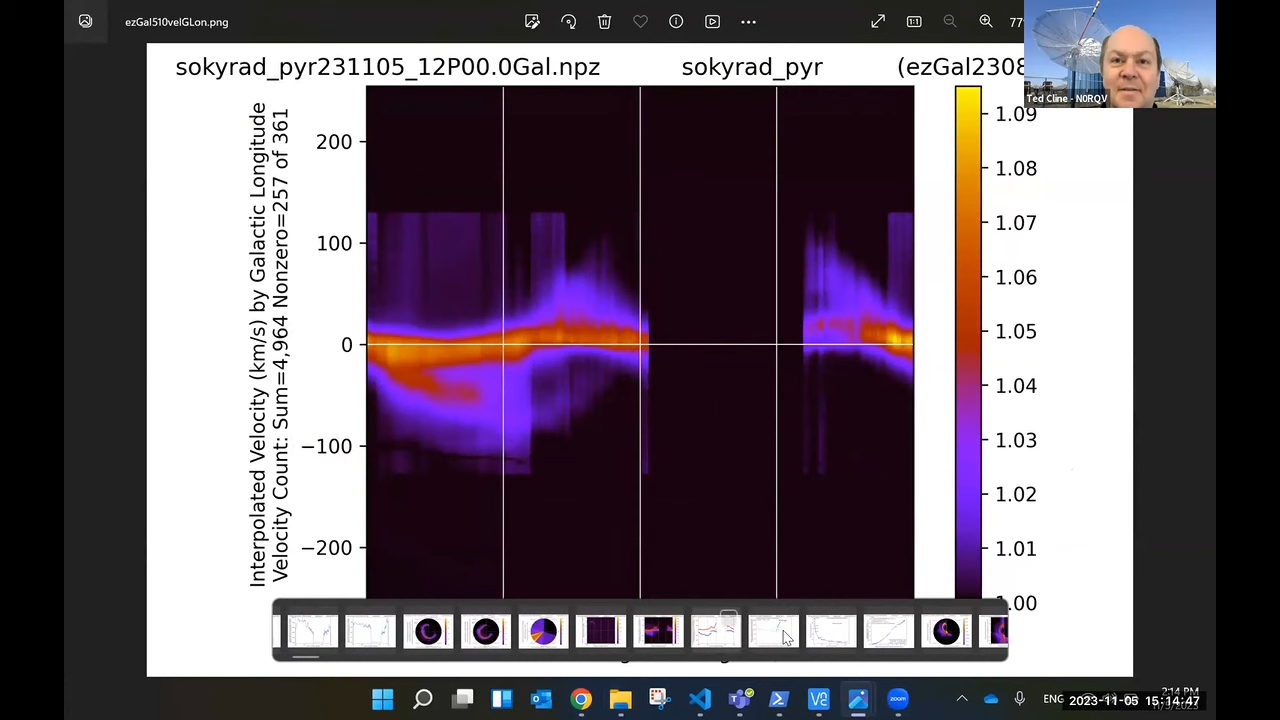 ezGal510velGLon.png
77
sokyrad_pyr231105_12P00.0Gal.npz
sokyrad_pyr
(ezGal2308
Ted Cline - N0RQV
Interpolated Velocity (km/s) by Galactic Longitude
Velocity Count: Sum=4,964 Nonzero=257 of 361
200
100
0
−100
−200
1.09
1.08
1.07
1.06
1.05
1.04
1.03
1.02
1.01
1.00
ENG
2:14 PM
2023-11-05 15:14:47